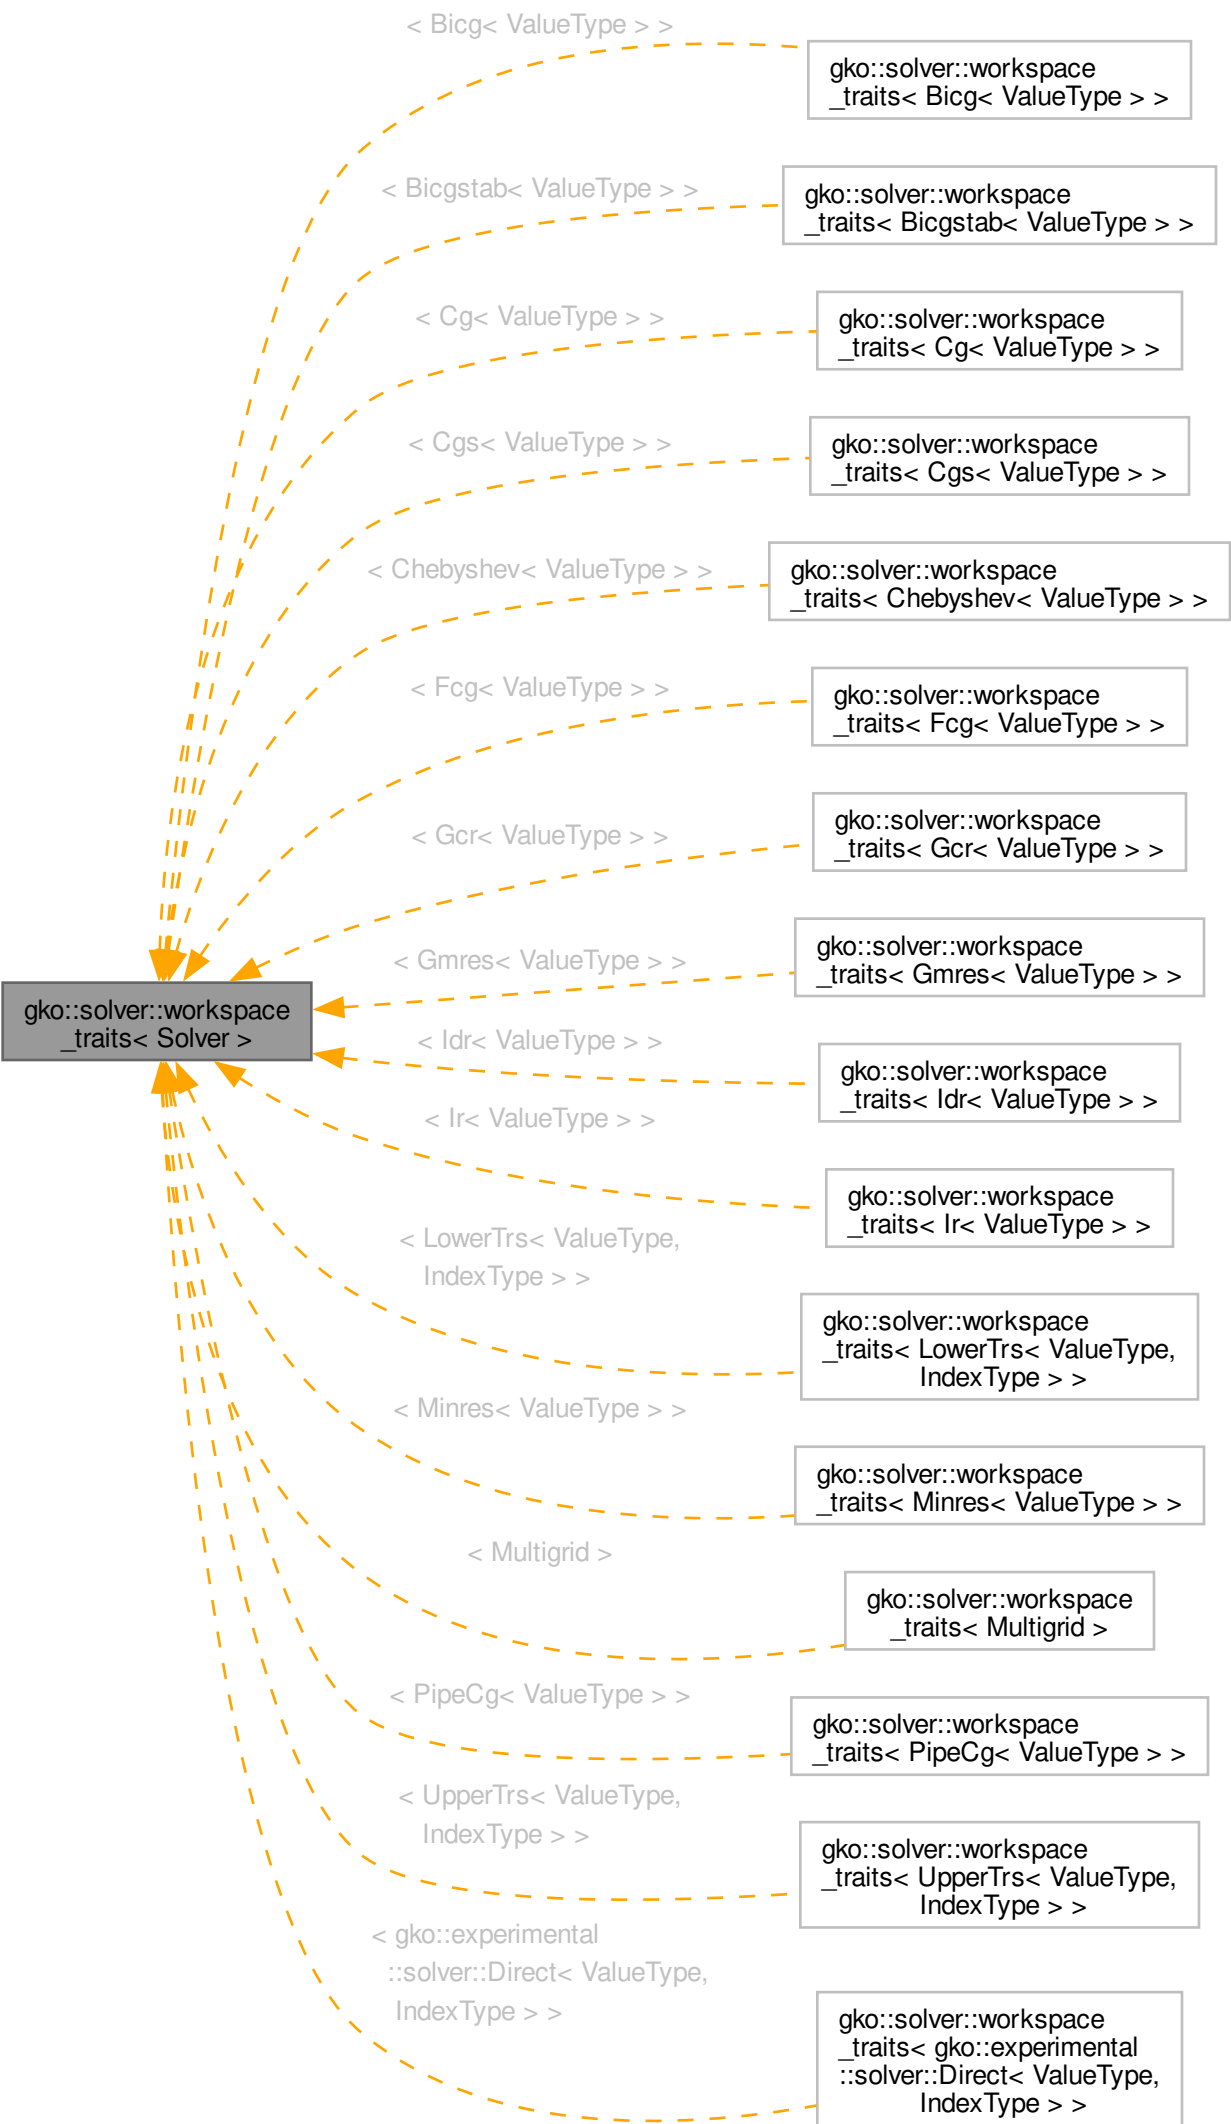 < Bicg< ValueType > >
gko::solver::workspace
_traits< Bicg< ValueType > >
< Bicgstab< ValueType > >
gko::solver::workspace
_traits< Bicgstab< ValueType > >
< Cg< ValueType > >
gko::solver::workspace
_traits< Cg< ValueType > >
< Cgs< ValueType > >
gko::solver::workspace
_traits< Cgs< ValueType > >
< Chebyshev< ValueType > >
gko::solver::workspace
_traits< Chebyshev< ValueType > >
< Fcg< ValueType > >
gko::solver::workspace
_traits< Fcg< ValueType > >
< Gcr< ValueType > >
gko::solver::workspace
_traits< Gcr< ValueType > >
< Gmres< ValueType > >
gko::solver::workspace
_traits< Gmres< ValueType > >
gko::solver::workspace
_traits< Solver >
< Idr< ValueType > >
gko::solver::workspace
_traits< Idr< ValueType > >
< Ir< ValueType > >
gko::solver::workspace
_traits< Ir< ValueType > >
< LowerTrs< ValueType,
IndexType > >
gko::solver::workspace
_traits< LowerTrs< ValueType,
IndexType > >
< Minres< ValueType > >
gko::solver::workspace
_traits< Minres< ValueType > >
< Multigrid >
gko::solver::workspace
_traits< Multigrid >
< PipeCg< ValueType > >
gko::solver::workspace
_traits< PipeCg< ValueType > >
< UpperTrs< ValueType,
IndexType > >
gko::solver::workspace
_traits< UpperTrs< ValueType,
IndexType > >
< gko::experimental
::solver::Direct< ValueType,
IndexType > >
gko::solver::workspace
_traits< gko::experimental
::solver::Direct< ValueType,
IndexType > >